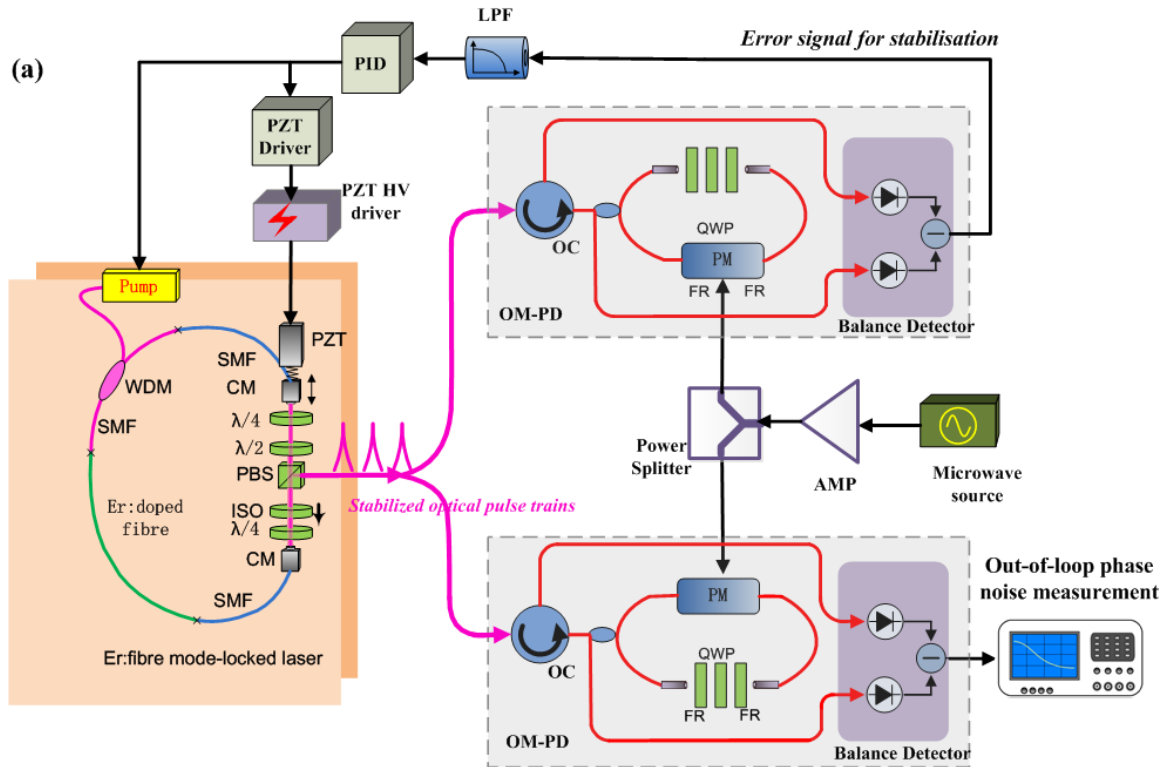 (a)
LPF
PID
Error signal for stabilisation
PZT
Driver
PZT HV
driver
OC
QWP
PM
FR FR
OM-PD
Balance Detector
Pump
PZT
SMF
WDM
CM
SMF
λ/4
λ/2
PBS
Er:doped
fibre
ISO
λ/4
CM
SMF
Er:fibre mode-locked laser
Stabilized optical pulse trains
Power
Splitter
AMP
Microwave
source
OC
PM
QWP
FR FR
OM-PD
Balance Detector
Out-of-loop phase
noise measurement